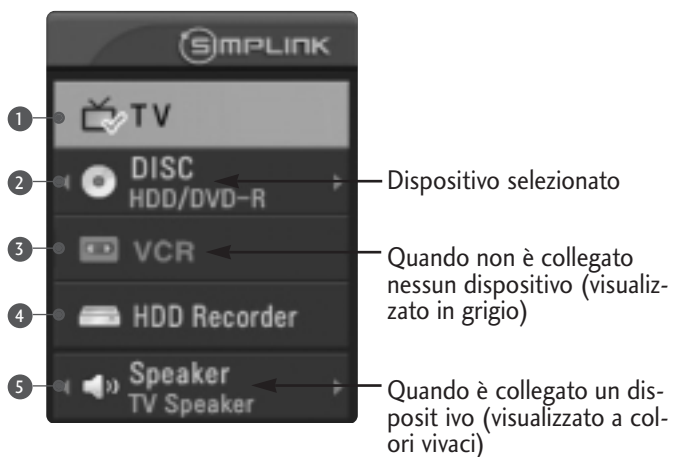 SIMPLINK
1 TV
2 DISC
HDD/DVD-R
Dispositivo selezionato
3 VCR
Quando non è collegato
nessun dispositivo (visualiz-
zato in grigio)
4 HDD Recorder
5 Speaker
TV Speaker
Quando è collegato un dis-
posit ivo (visualizzato a col-
ori vivaci)